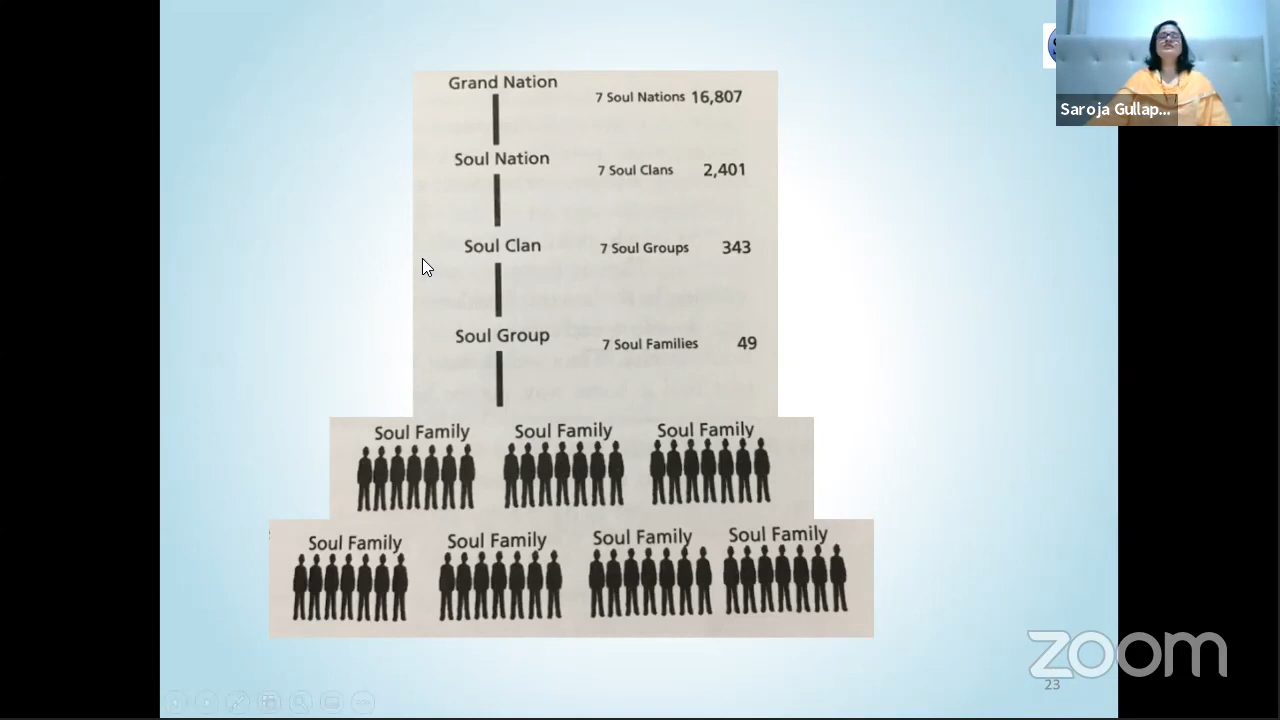 Grand Nation
7 Soul Nations 16,807
Soul Nation
7 Soul Clans 2,401
Soul Clan
7 Soul Groups 343
Soul Group
7 Soul Families 49
Soul Family Soul Family Soul Family
Soul Family Soul Family Soul Family Soul Family
Saroja Gullap...
zoom
23